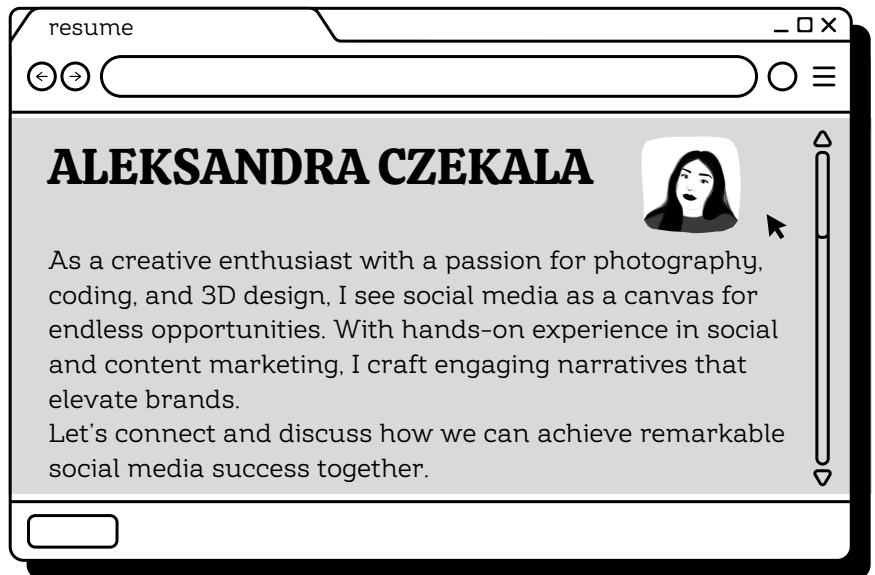 resume
ALEKSANDRA CZEKALA
As a creative enthusiast with a passion for photography,
coding, and 3D design, I see social media as a canvas for
endless opportunities. With hands-on experience in social
and content marketing, I craft engaging narratives that
elevate brands.
Let's connect and discuss how we can achieve remarkable
social media success together.